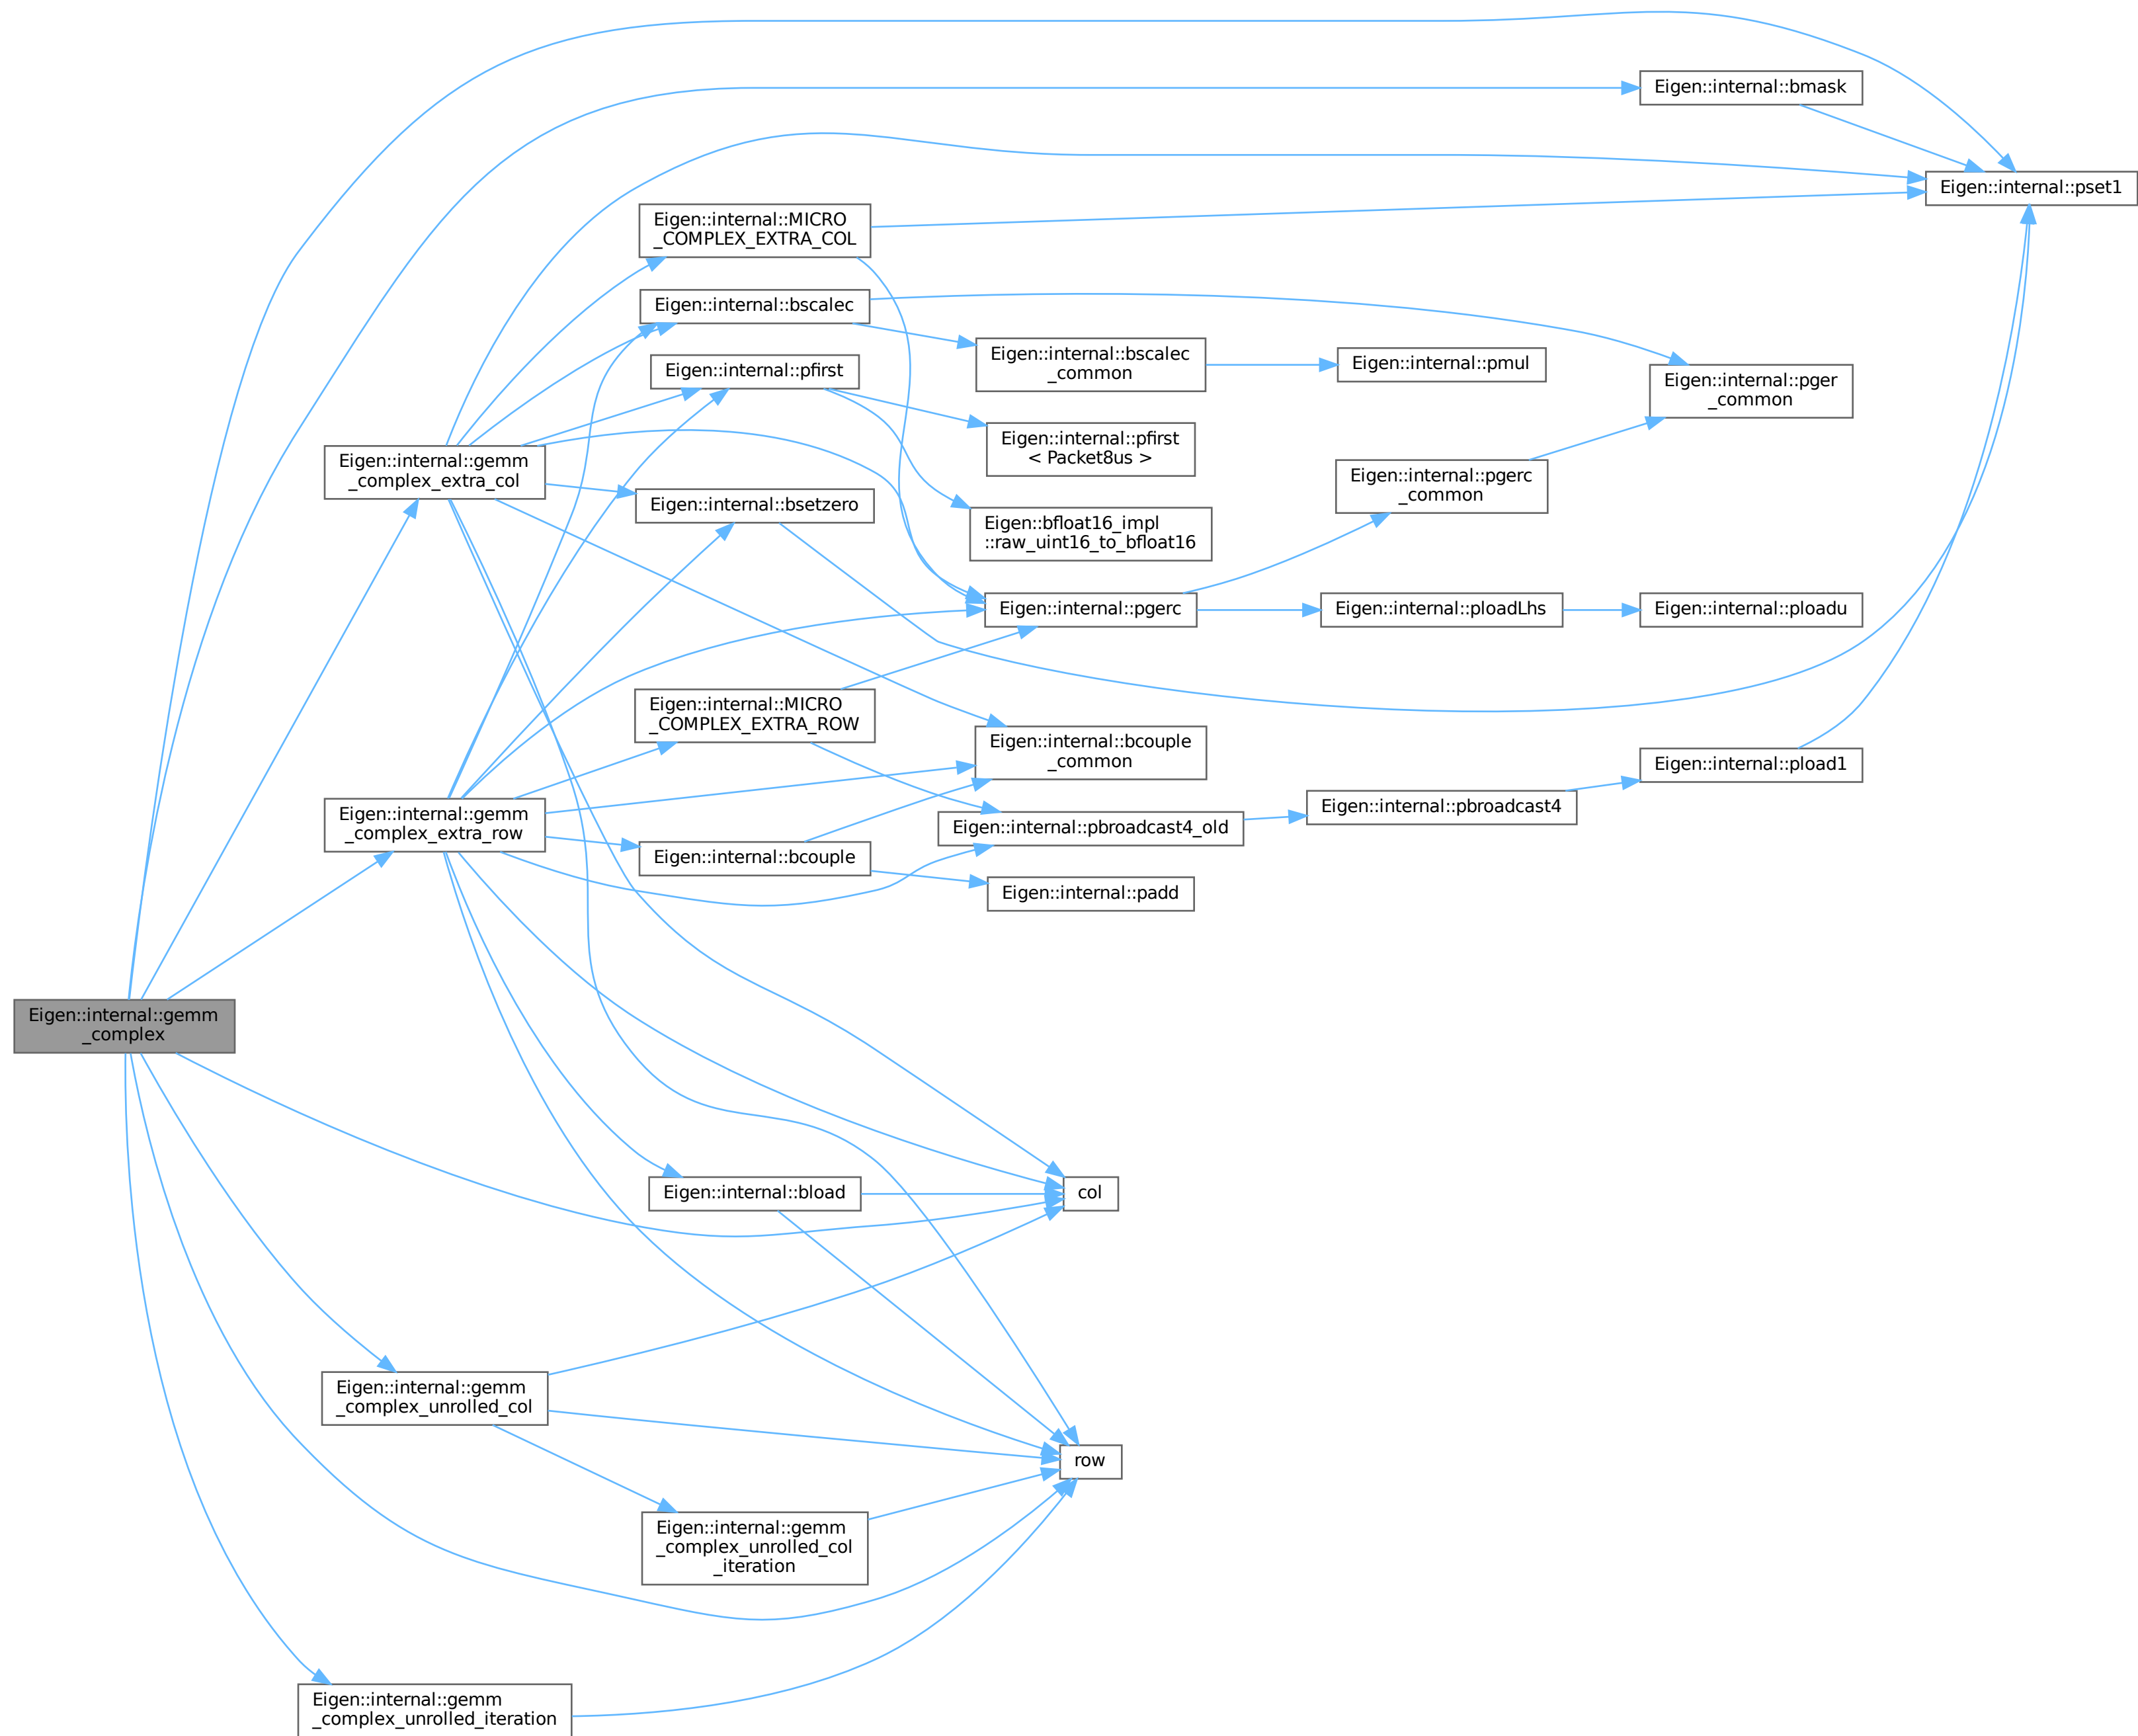 Eigen::internal::bmask
Eigen::internal::pset1
Eigen::internal::MICRO
_COMPLEX_EXTRA_COL
Eigen::internal::bscalec
Eigen::internal::bscalec
_common
Eigen::internal::pmul
Eigen::internal::pfirst
Eigen::internal::pger
_common
Eigen::internal::pfirst
< Packet8us >
Eigen::internal::gemm
_complex_extra_col
Eigen::internal::pgerc
_common
Eigen::internal::bsetzero
Eigen::bfloat16_impl
::raw_uint16_to_bfloat16
Eigen::internal::pgerc
Eigen::internal::ploadLhs
Eigen::internal::ploadu
Eigen::internal::MICRO
_COMPLEX_EXTRA_ROW
Eigen::internal::bcouple
_common
Eigen::internal::pload1
Eigen::internal::pbroadcast4
Eigen::internal::gemm
_complex_extra_row
Eigen::internal::pbroadcast4_old
Eigen::internal::bcouple
Eigen::internal::padd
Eigen::internal::gemm
_complex
Eigen::internal::bload
col
Eigen::internal::gemm
_complex_unrolled_col
row
Eigen::internal::gemm
_complex_unrolled_col
_iteration
Eigen::internal::gemm
_complex_unrolled_iteration